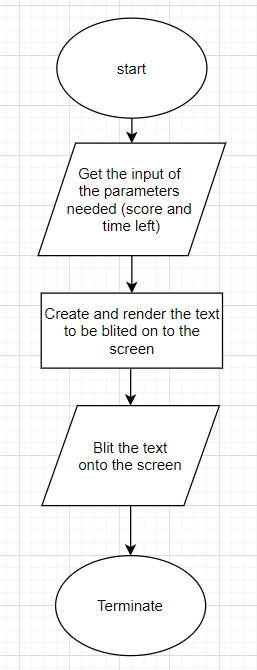 start
Get the input of
the parameters
needed (score and
time left)
Create and render the text
to be blited on to the
screen
Blit the text
onto the screen
Terminate